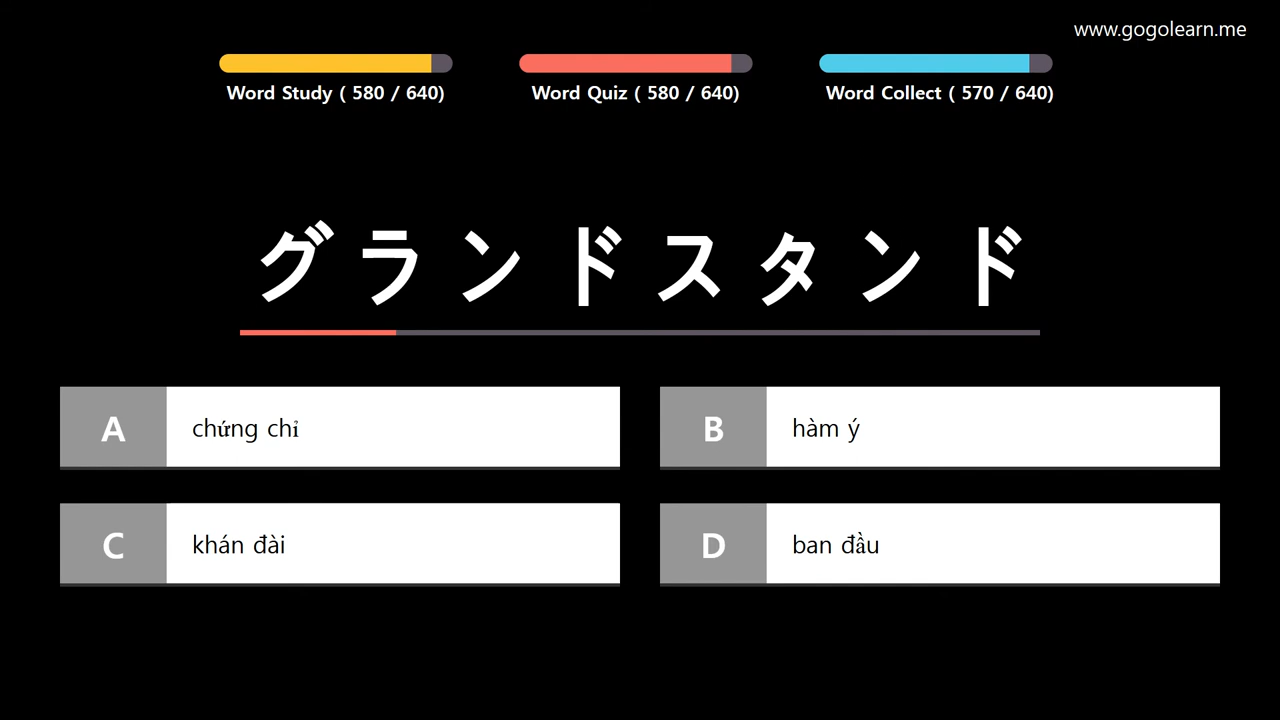 www.gogolearn.me
Word Study ( 580 / 640)
Word Quiz ( 580 / 640)
Word Collect ( 570 / 640)
グランドスタンド
A
chứng chỉ
B
hàm ý
C
khán đài
D
ban đầu